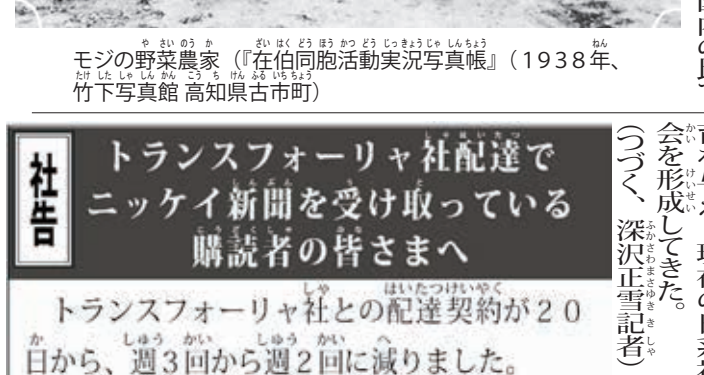 モジの野菜農家（『在伯同胞活動実況写真帳』（1938年、
竹下写真館 高知県古市町）
会を形成してきた。
（つづく、深沢正雪記者）
社告
トランスフォーリャ社配達で
ニッケイ新聞を受け取っている
購読者の皆さまへ
トランスフォーリャ社との配達契約が20
日から、週3回から週2回に減りました。